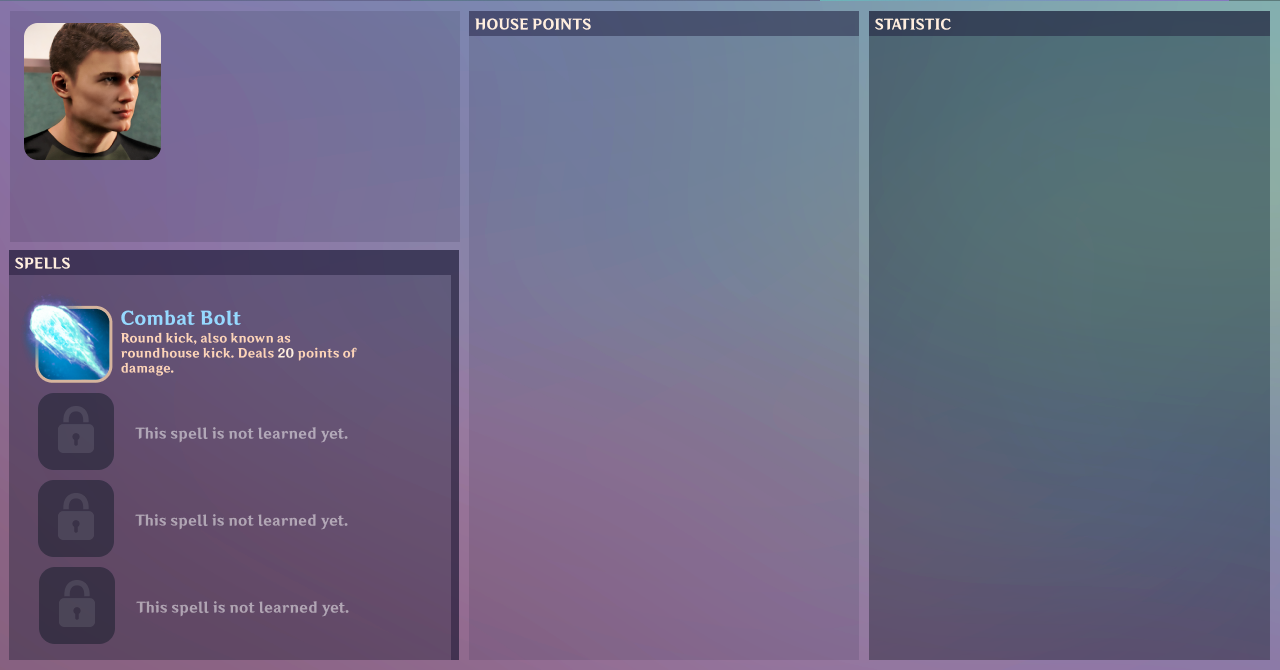 HOUSE POINTS
STATISTIC
SPELLS
Combat Bolt
Round kick, also known as
roundhouse kick. Deals 20 points of
damage.
This spell is not learned yet.
This spell is not learned yet.
This spell is not learned yet.